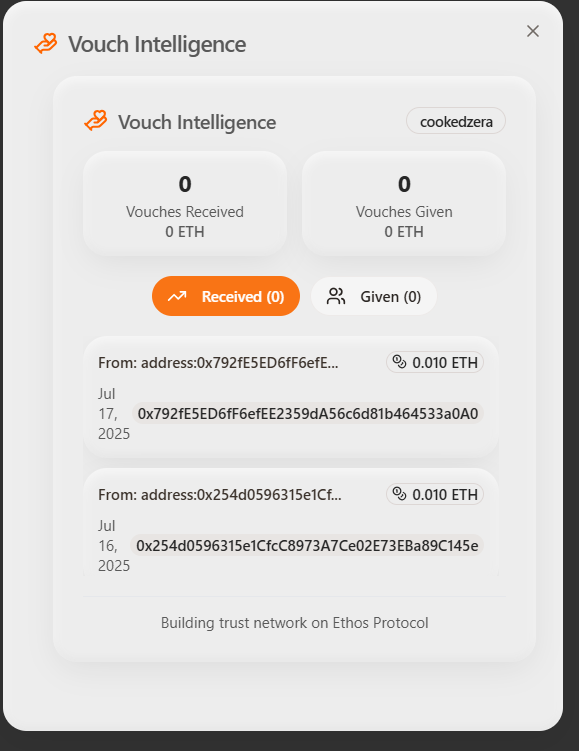 Vouch Intelligence
Vouch Intelligence
cookedzera
0
Vouches Received
0 ETH
0
Vouches Given
0 ETH
Received (0)
Given (0)
From: address:0x792fE5ED6fF6efE...
0.010 ETH
Jul
17,
2025
0x792fE5ED6fF6efEE2359dA56c6d81b464533a0A0
From: address:0x254d0596315e1Cf...
0.010 ETH
Jul
16,
2025
0x254d0596315e1CfcC8973A7Ce02E73EBa89C145e
Building trust network on Ethos Protocol